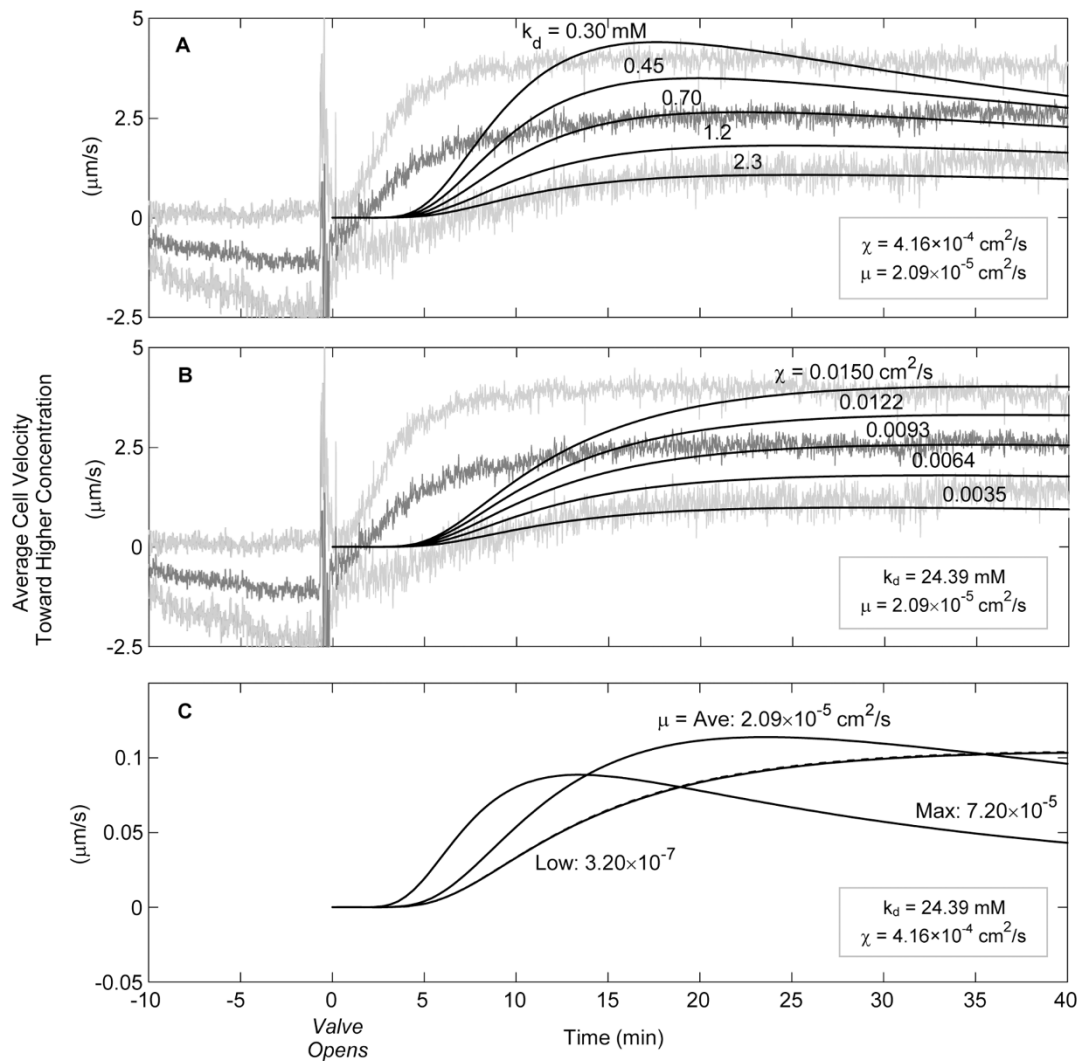 A
5
2.5
0
-2.5
(μm/s)
k_d = 0.30 mM
0.45
0.70
1.2
2.3
χ = 4.16×10⁻⁴ cm²/s
μ = 2.09×10⁻⁵ cm²/s
B
5
2.5
0
-2.5
(μm/s)
χ = 0.0150 cm²/s
0.0122
0.0093
0.0064
0.0035
k_d = 24.39 mM
μ = 2.09×10⁻⁵ cm²/s
Average Cell Velocity
Toward Higher Concentration
C
0.1
0.05
0
-0.05
(μm/s)
μ = Ave: 2.09×10⁻⁵ cm²/s
Max: 7.20×10⁻⁵
Low: 3.20×10⁻⁷
k_d = 24.39 mM
χ = 4.16×10⁻⁴ cm²/s
-10 -5 0 5 10 15 20 25 30 35 40
Valve
Opens
Time (min)